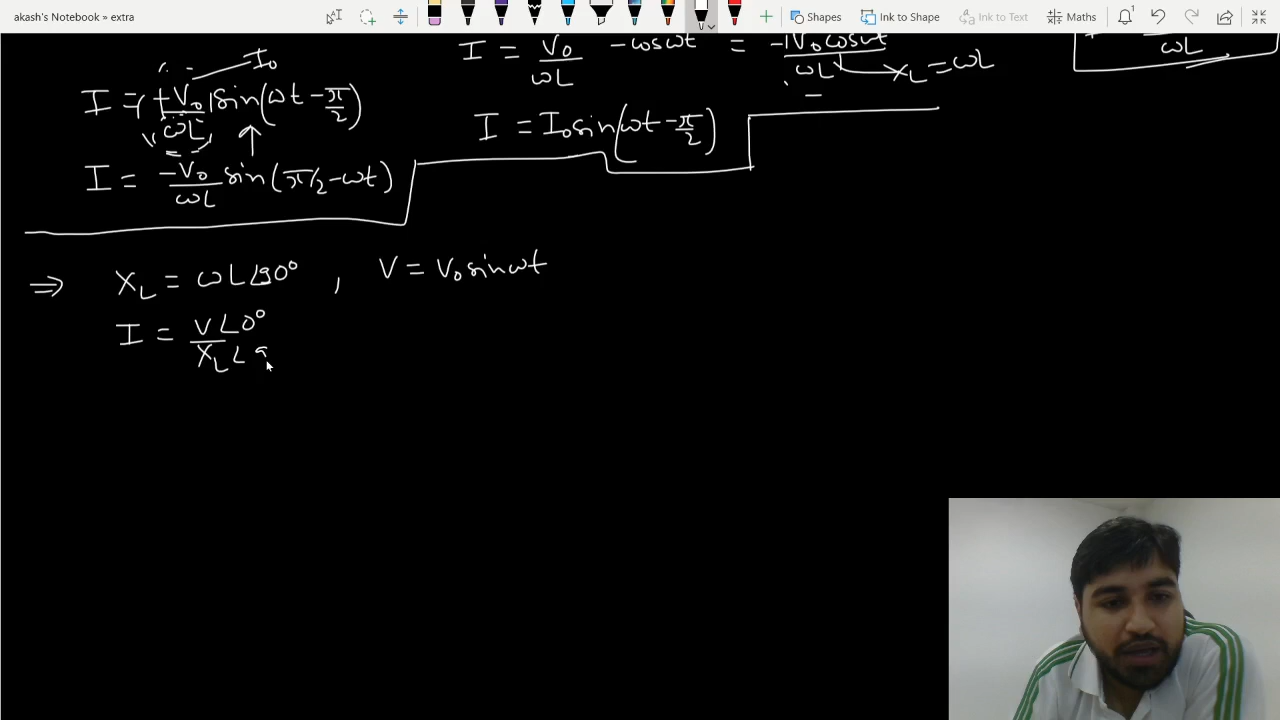 akash's Notebook » extra
Shapes
Ink to Shape
Ink to Text
Maths
I = V₀/ωL -cosωt = -V₀cosωt/ωL
X_L = ωL
ωL
I₀
I = + V₀/ωL sin(ωt - π/2)
I = I₀sin(ωt - π/2)
I = -V₀/ωL sin(π/2 - ωt)
⇒ X_L = ωL∠90° , V = V₀sinωt
I = V∠0°/X_L∠9